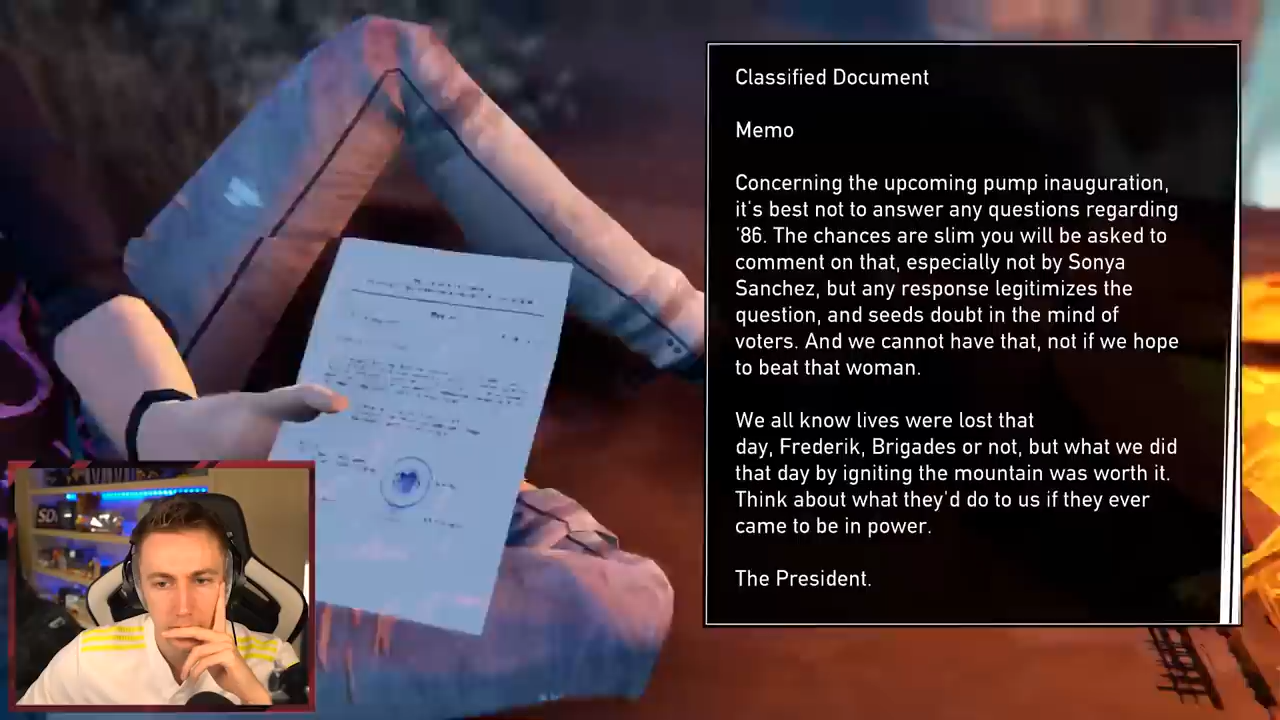 Classified Document
Memo
Concerning the upcoming pump inauguration,
it's best not to answer any questions regarding
'86. The chances are slim you will be asked to
comment on that, especially not by Sonya
Sanchez, but any response legitimizes the
question, and seeds doubt in the mind of
voters. And we cannot have that, not if we hope
to beat that woman.
We all know lives were lost that
day, Frederik, Brigades or not, but what we did
that day by igniting the mountain was worth it.
Think about what they'd do to us if they ever
came to be in power.
The President.